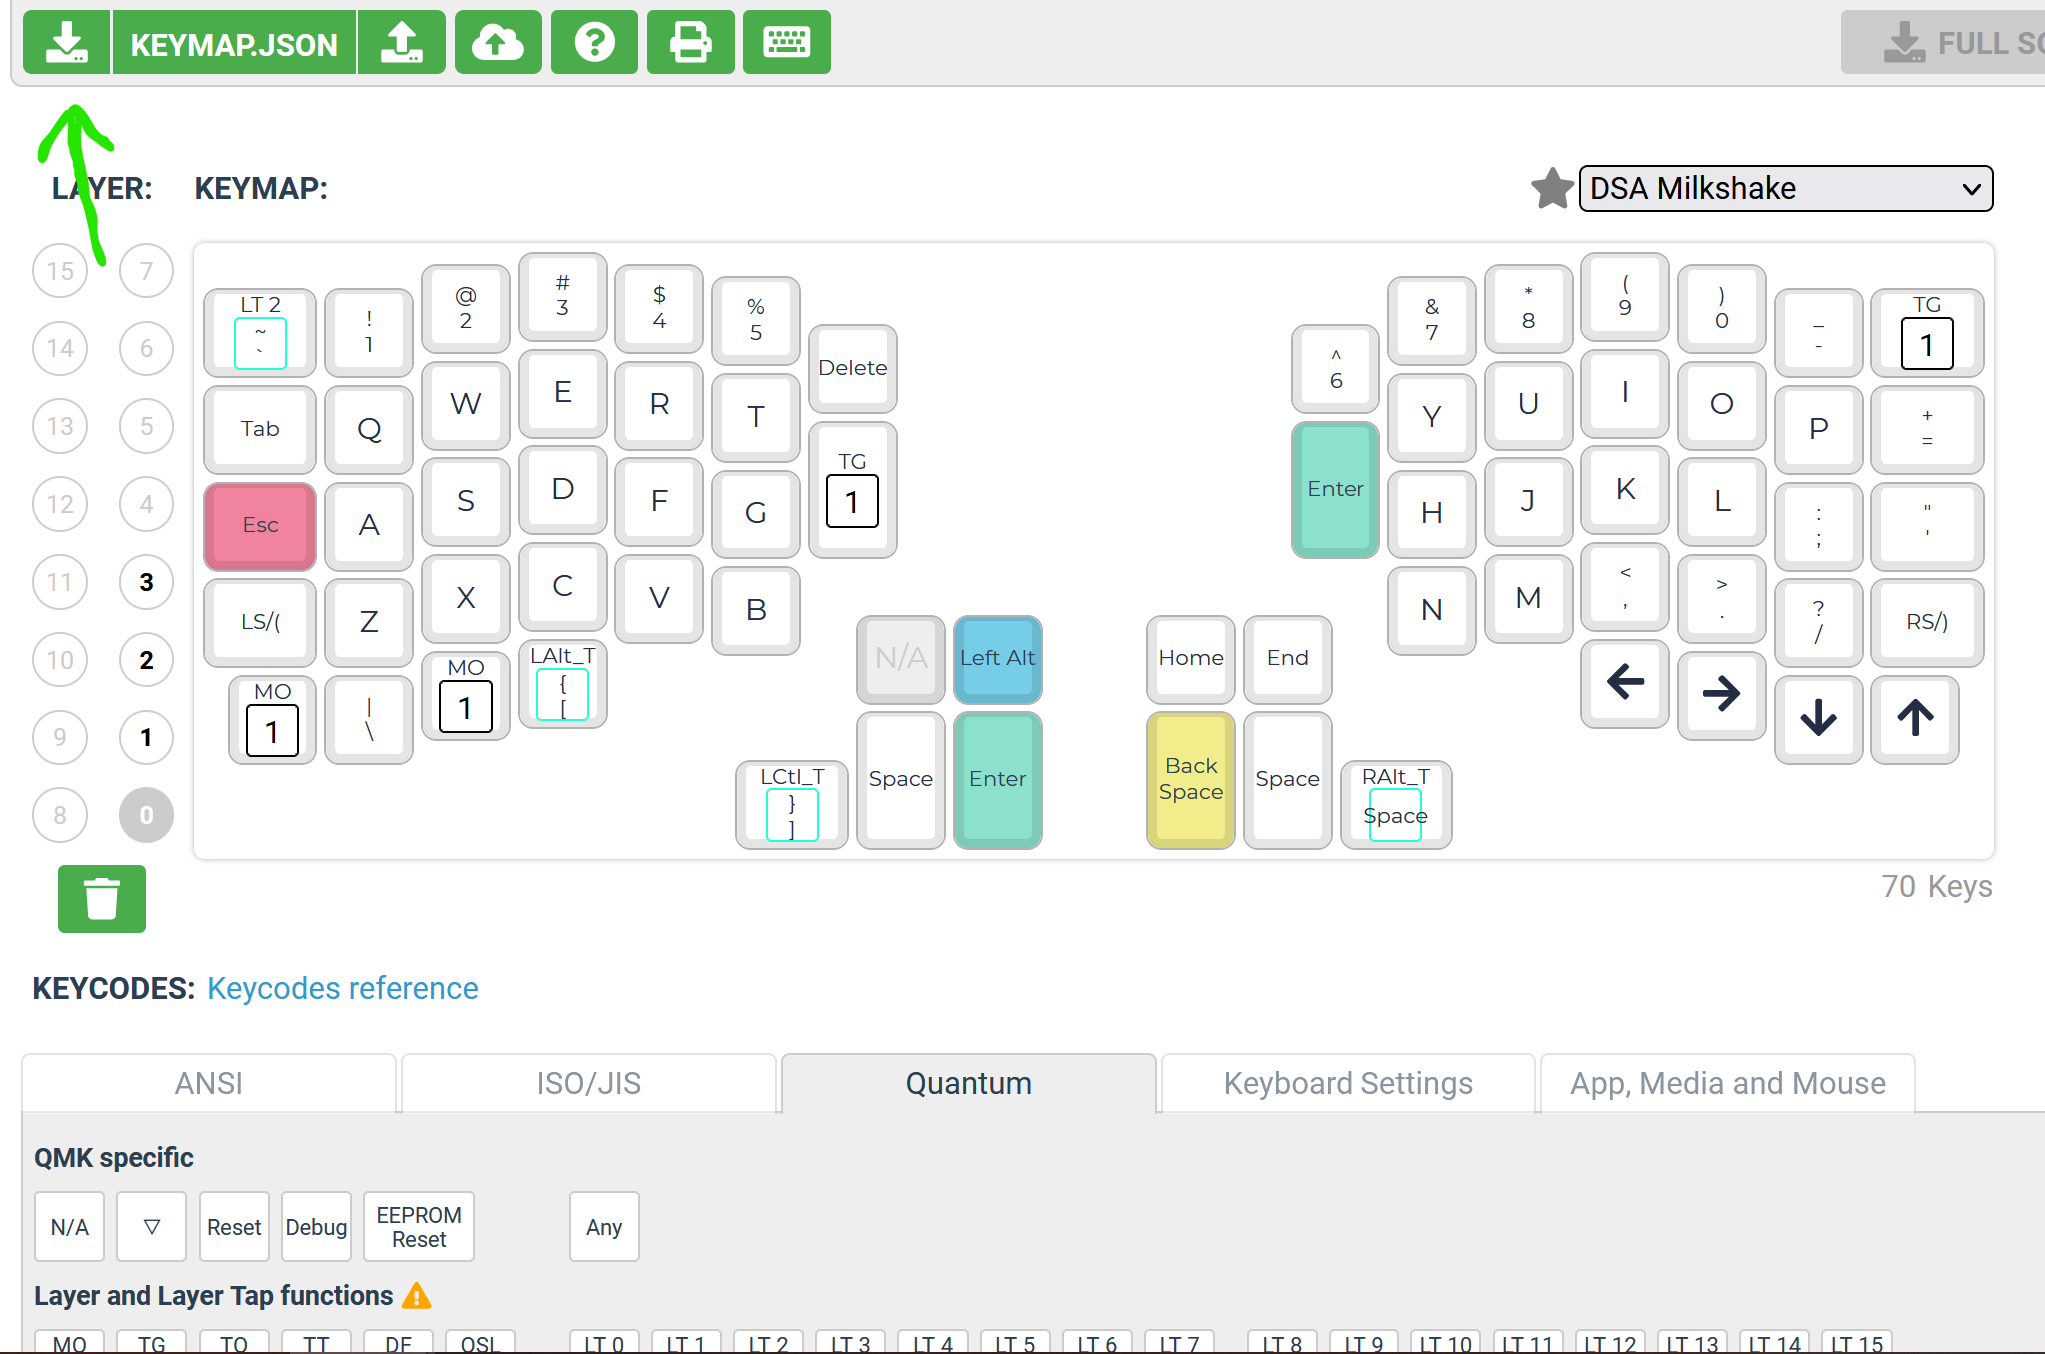 KEYMAP.JSON
LAYER: KEYMAP:
DSA Milkshake
15 7
14 6
13 5
12 4
11 3
10 2
9 1
8 0
LT 2 ~ ` ! 1 @ 2 # 3 $ 4 % 5 Delete ^ 6 & 7 * 8 ( 9 ) 0 _ - TG 1
Tab Q W E R T TG 1 Enter Y U I O P + =
Esc A S D F G H J K L : ; " '
LS/( Z X C V B N M < , > . ? / RS/)
MO 1 | \ MO 1 LAlt_T { [ N/A Left Alt Home End
LCtl_T } ] Space Enter Back Space Space RAlt_T Space
70 Keys
KEYCODES: Keycodes reference
ANSI ISO/JIS Quantum Keyboard Settings App, Media and Mouse
QMK specific
N/A Reset Debug EEPROM Reset Any
Layer and Layer Tap functions
MO TG TO TT DF OSL LT 0 LT 1 LT 2 LT 3 LT 4 LT 5 LT 6 LT 7 LT 8 LT 9 LT 10 LT 11 LT 12 LT 13 LT 14 LT 15